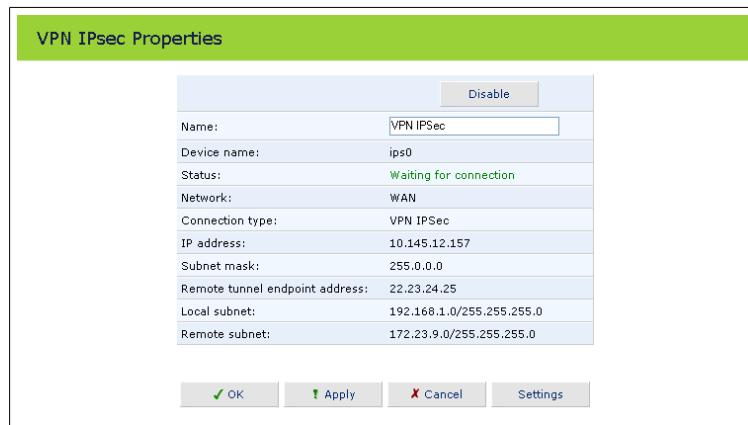 VPN IPsec Properties
Disable
Name: VPN IPSec
Device name: ips0
Status: Waiting for connection
Network: WAN
Connection type: VPN IPSec
IP address: 10.145.12.157
Subnet mask: 255.0.0.0
Remote tunnel endpoint address: 22.23.24.25
Local subnet: 192.168.1.0/255.255.255.0
Remote subnet: 172.23.9.0/255.255.255.0
OK Apply Cancel Settings